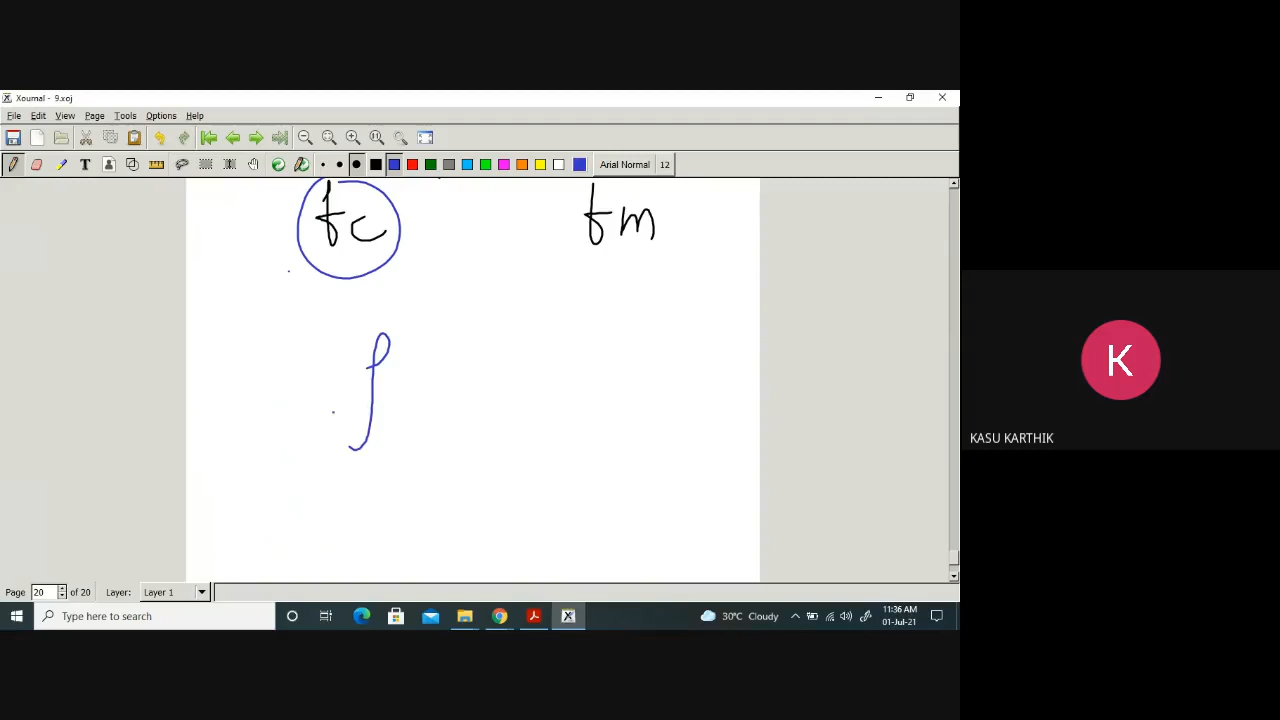 Xournal - 9.xoj
File Edit View Page Tools Options Help
Arial Normal 12
fc fm
K
KASU KARTHIK
Page 20 of 20 Layer: Layer 1
Type here to search
30°C Cloudy
11:36 AM
01-Jul-21